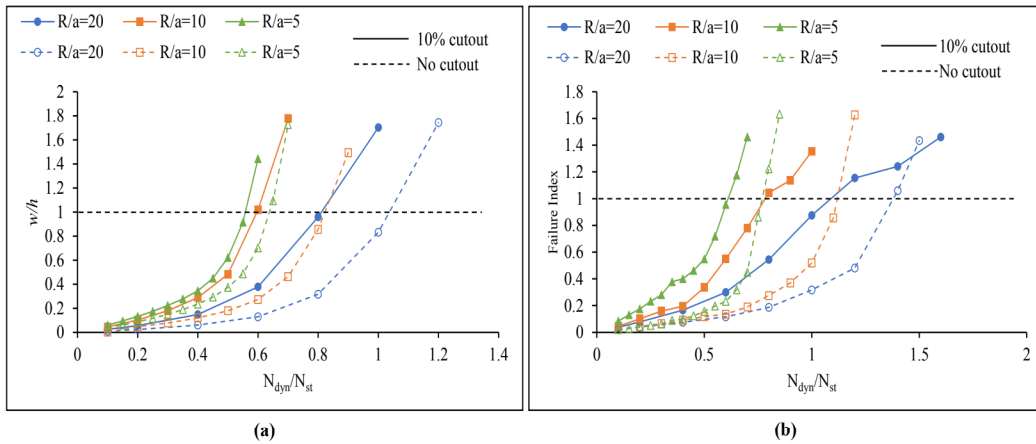 R/a=20 R/a=10 R/a=5
R/a=20 R/a=10 R/a=5
10% cutout
No cutout
2
1.8
1.6
1.4
1.2
1
0.8
0.6
0.4
0.2
0
w/h
0 0.2 0.4 0.6 0.8 1 1.2 1.4
N_dyn/N_st
(a)
R/a=20 R/a=10 R/a=5
R/a=20 R/a=10 R/a=5
10% cutout
No cutout
1.8
1.6
1.4
1.2
1
0.8
0.6
0.4
0.2
0
Failure Index
0 0.5 1 1.5 2
N_dyn/N_st
(b)